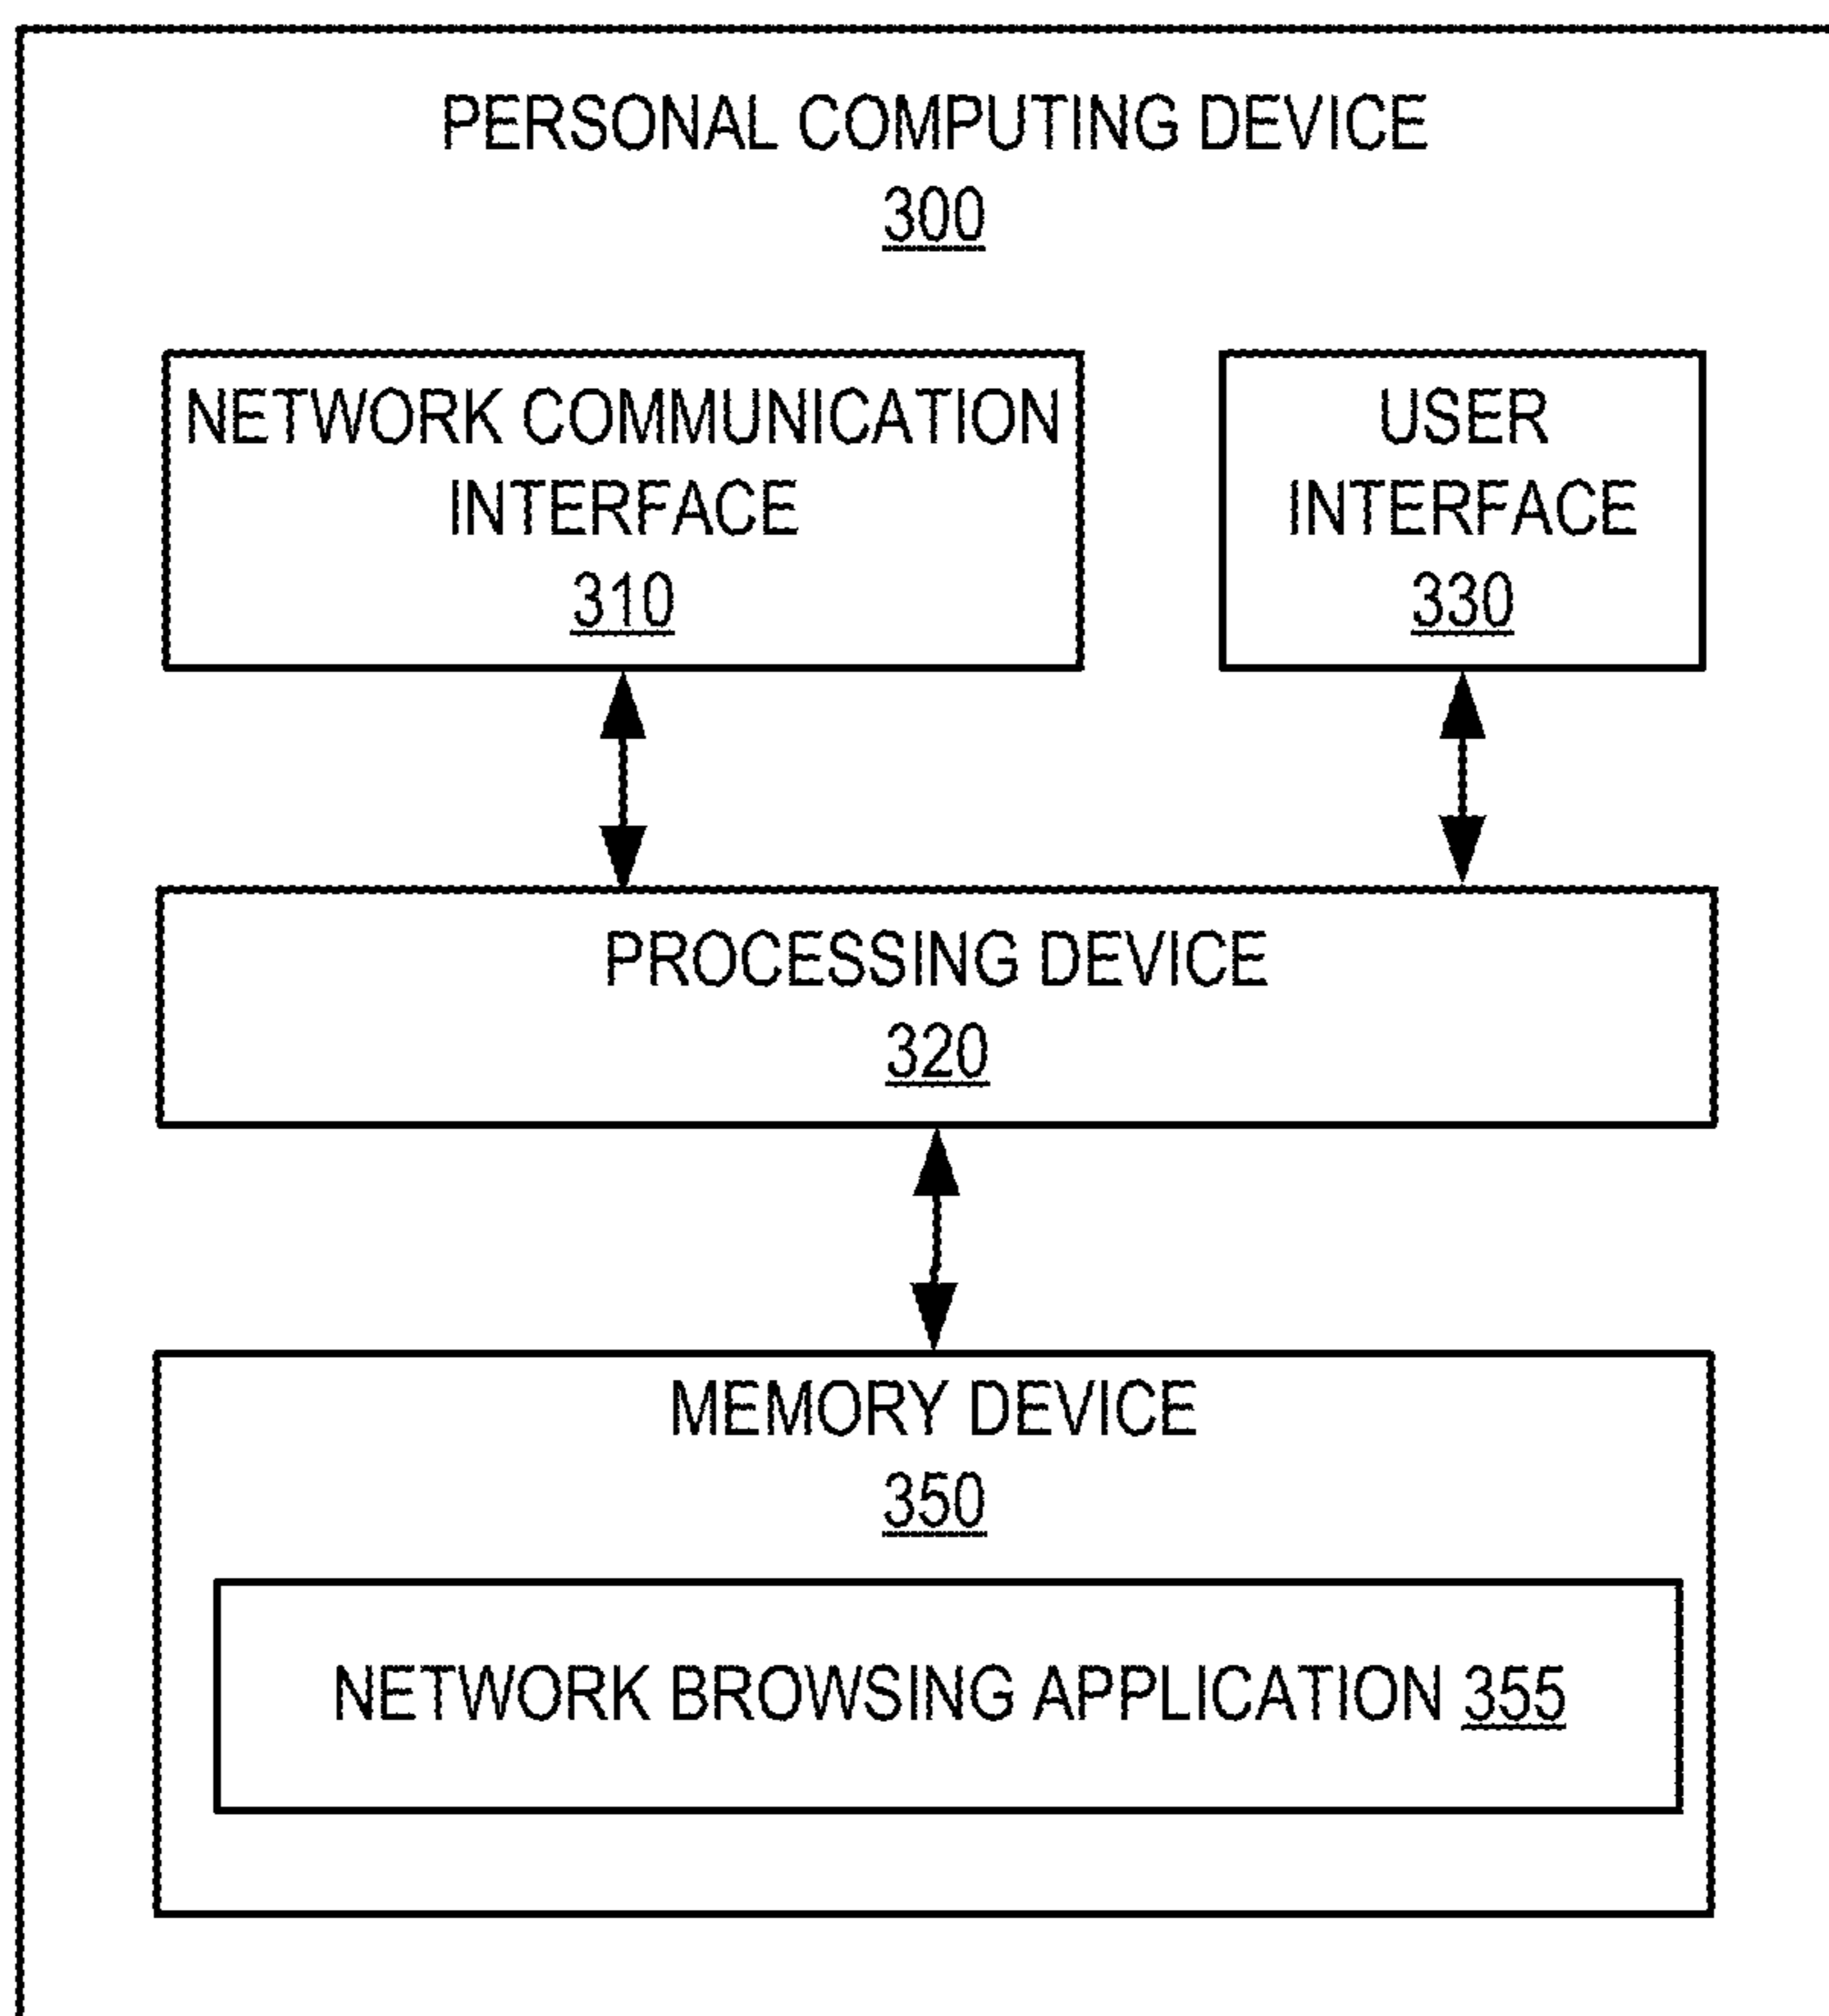 PERSONAL COMPUTING DEVICE
300
NETWORK COMMUNICATION
INTERFACE
310
USER
INTERFACE
330
PROCESSING DEVICE
320
MEMORY DEVICE
350
NETWORK BROWSING APPLICATION 355